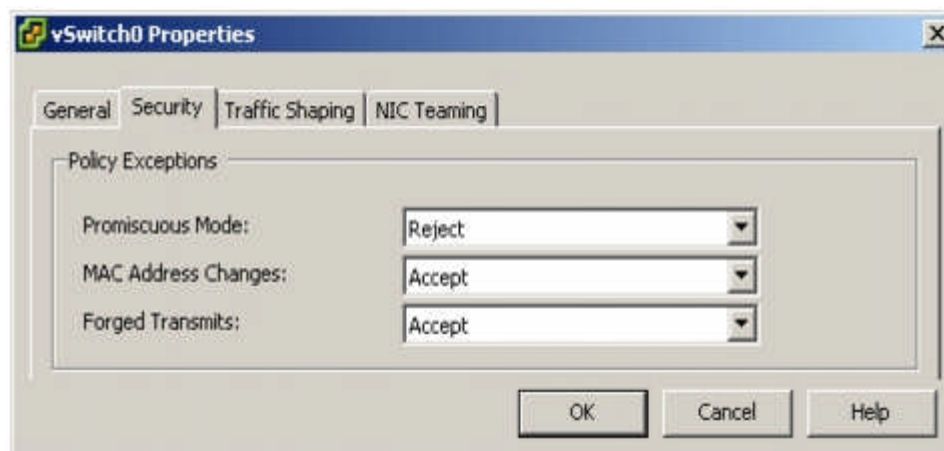 vSwitch0 Properties
General Security Traffic Shaping NIC Teaming
Policy Exceptions
Promiscuous Mode: Reject
MAC Address Changes: Accept
Forged Transmits: Accept
OK Cancel Help